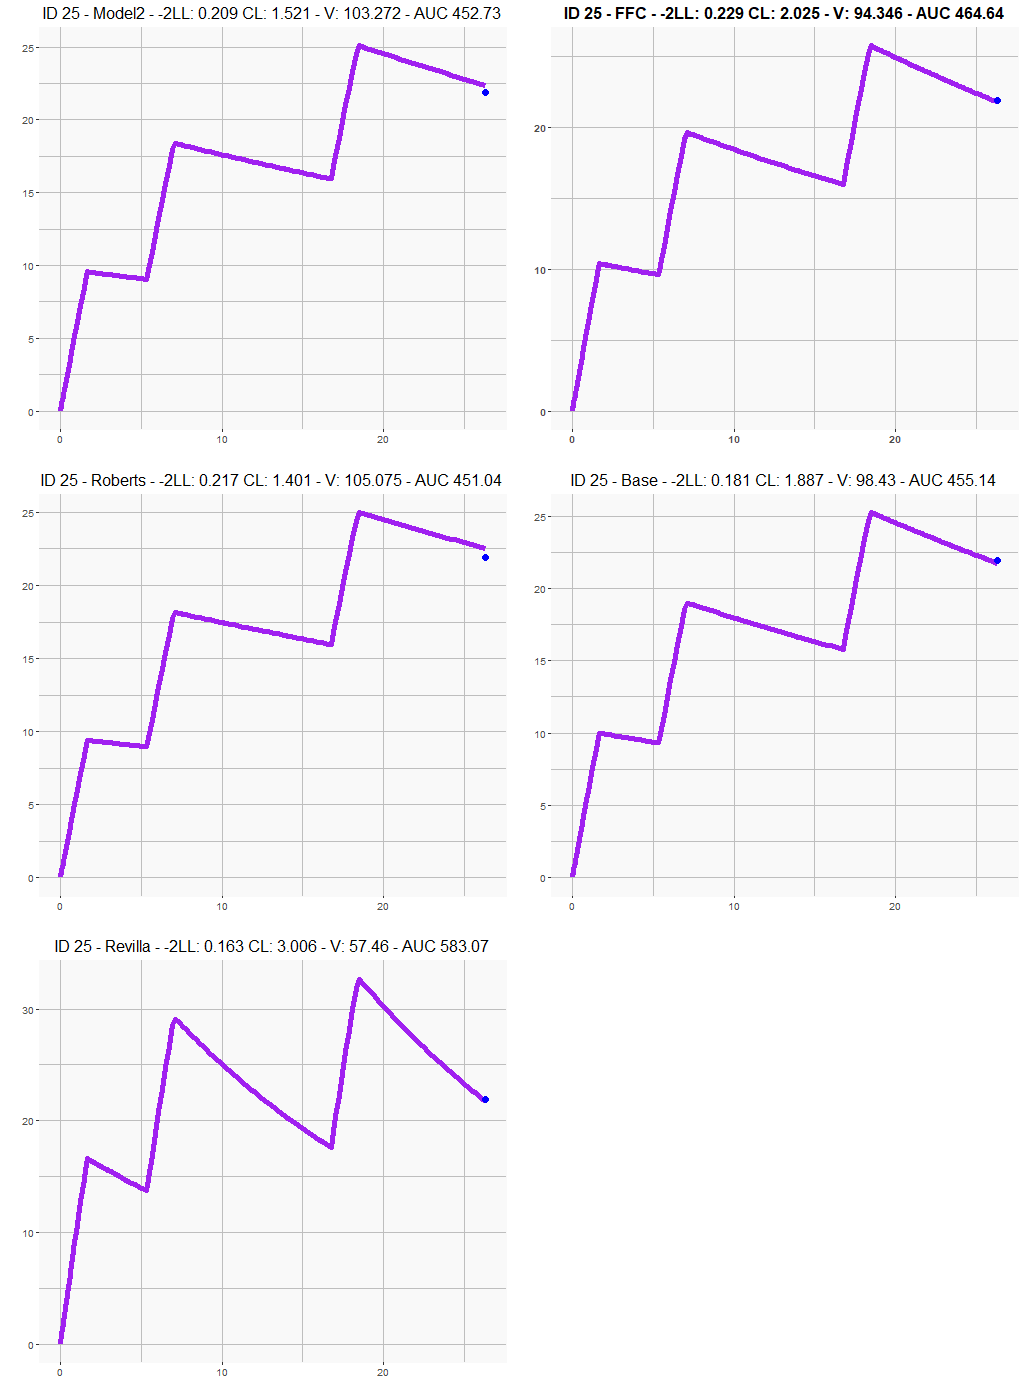 ID 25 - Model2 - -2LL: 0.209 CL: 1.521 - V: 103.272 - AUC 452.73
25
20
15
10
5
0
0 10 20
ID 25 - FFC - -2LL: 0.229 CL: 2.025 - V: 94.346 - AUC 464.64
20
10
0
0 10 20
ID 25 - Roberts - -2LL: 0.217 CL: 1.401 - V: 105.075 - AUC 451.04
25
20
15
10
5
0
0 10 20
ID 25 - Base - -2LL: 0.181 CL: 1.887 - V: 98.43 - AUC 455.14
25
20
15
10
5
0
0 10 20
ID 25 - Revilla - -2LL: 0.163 CL: 3.006 - V: 57.46 - AUC 583.07
30
20
10
0
0 10 20